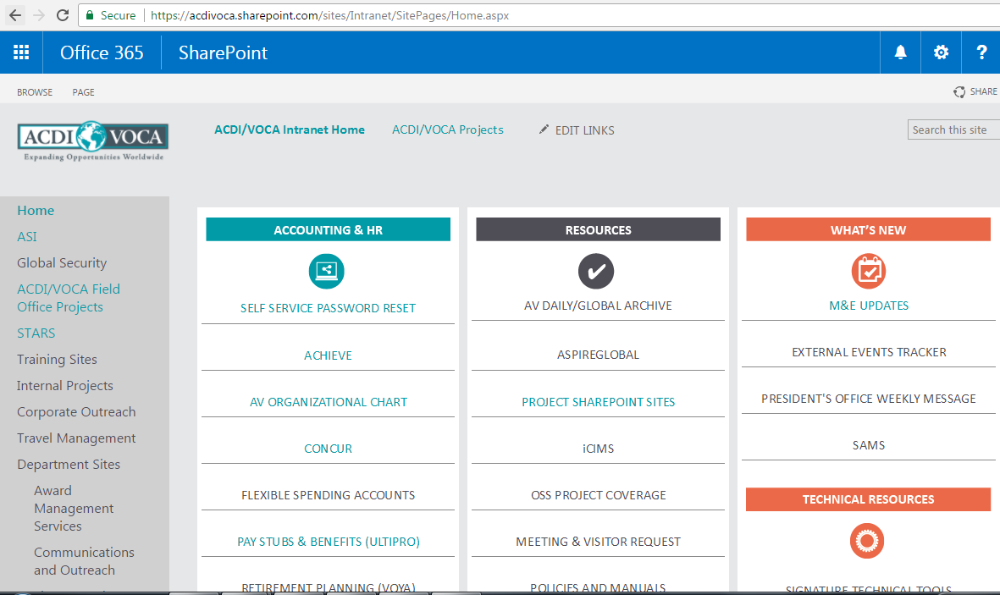 Secure https://acdivoca.sharepoint.com/sites/Intranet/SitePages/Home.aspx
Office 365 SharePoint ?
BROWSE PAGE SHARE
ACDI VOCA
Expanding Opportunities Worldwide
ACDI/VOCA Intranet Home ACDI/VOCA Projects EDIT LINKS Search this site
Home
ASI
Global Security
ACDI/VOCA Field
Office Projects
STARS
Training Sites
Internal Projects
Corporate Outreach
Travel Management
Department Sites
Award
Management
Services
Communications
and Outreach
ACCOUNTING & HR
SELF SERVICE PASSWORD RESET
ACHIEVE
AV ORGANIZATIONAL CHART
CONCUR
FLEXIBLE SPENDING ACCOUNTS
PAY STUBS & BENEFITS (ULTIPRO)
RETIREMENT PLANNING (VOYA)
RESOURCES
AV DAILY/GLOBAL ARCHIVE
ASPIREGLOBAL
PROJECT SHAREPOINT SITES
iCIMS
OSS PROJECT COVERAGE
MEETING & VISITOR REQUEST
POLICIES AND MANUALS
WHAT'S NEW
M&E UPDATES
EXTERNAL EVENTS TRACKER
PRESIDENT'S OFFICE WEEKLY MESSAGE
SAMS
TECHNICAL RESOURCES
SIGNATURE TECHNICAL TOOLS